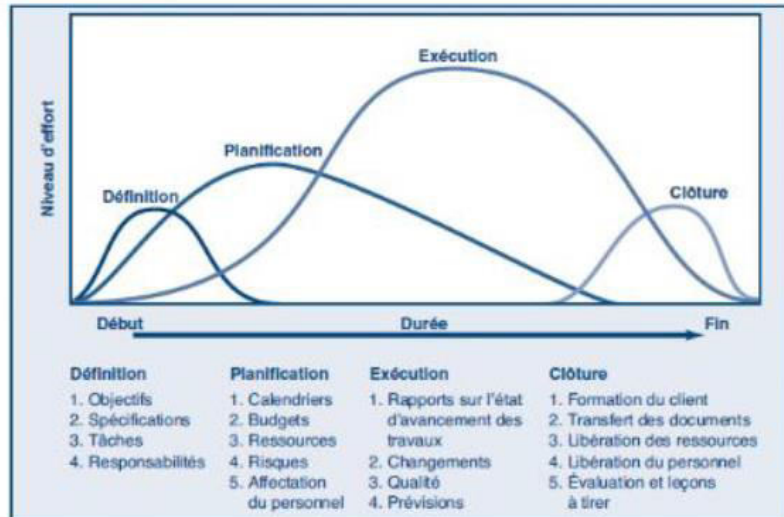 Niveau d'effort
Exécution
Planification
Définition
Clôture
Début
Durée
Fin
Définition
1. Objectifs
2. Spécifications
3. Tâches
4. Responsabilités
Planification
1. Calendriers
2. Budgets
3. Ressources
4. Risques
5. Affectation
du personnel
Exécution
1. Rapports sur l'état
d'avancement des
travaux
2. Changements
3. Qualité
4. Prévisions
Clôture
1. Formation du client
2. Transfert des documents
3. Libération des ressources
4. Libération du personnel
5. Évaluation et leçons
à tirer